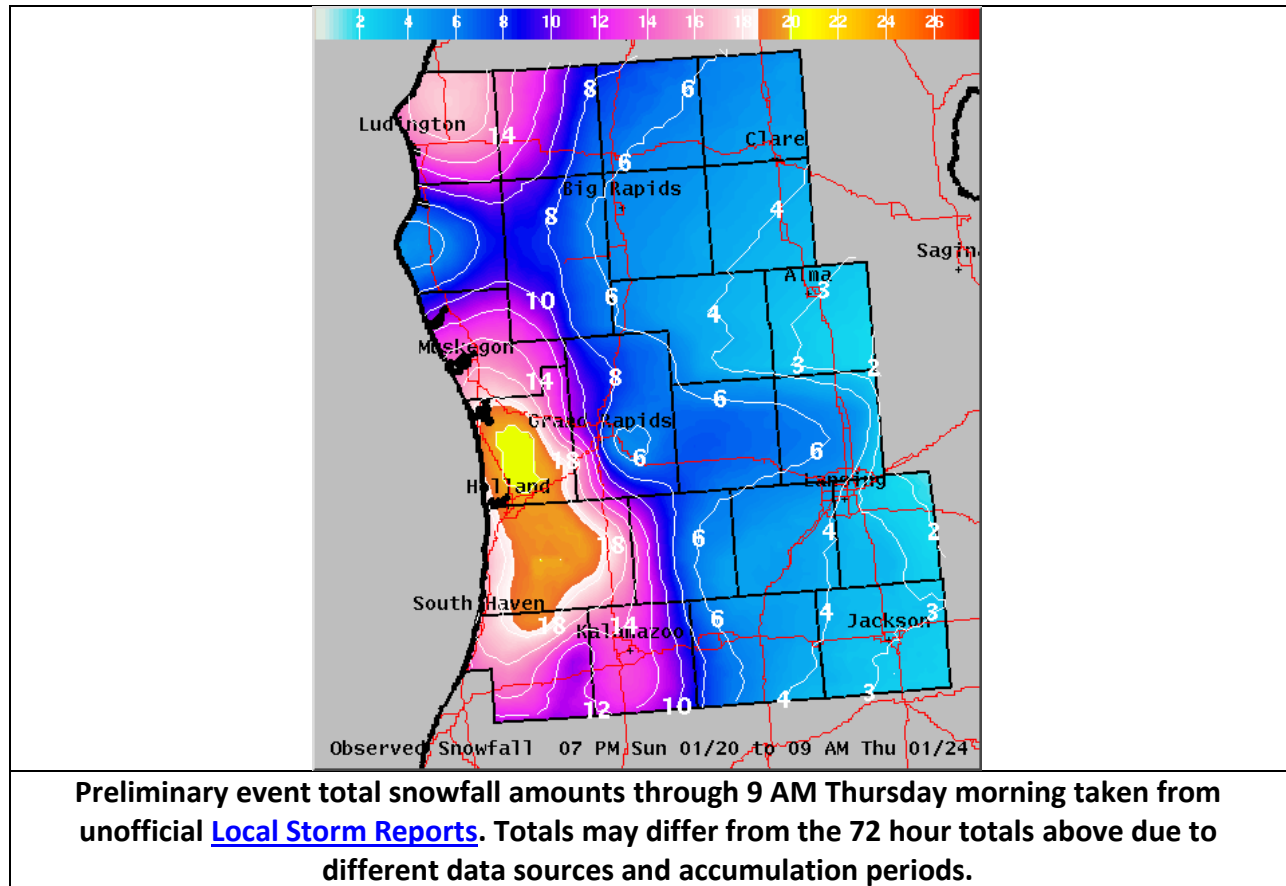 2 4 6 8 10 12 14 16 18 20 22 24 26
8 6
Ludington 14
Clare
6
Big Rapids
8 4
Sagin
Alma
3
10 6 4
Muskegon
3 2
14 8
6
Grand Rapids
18 6 6
Holland Lansing
18 6 4 2
South Haven
18 14 6 4 3
Kalamazoo Jackson
12 10 4 3
Observed Snowfall 07 PM Sun 01/20 to 09 AM Thu 01/24
Preliminary event total snowfall amounts through 9 AM Thursday morning taken from
unofficial Local Storm Reports. Totals may differ from the 72 hour totals above due to
different data sources and accumulation periods.